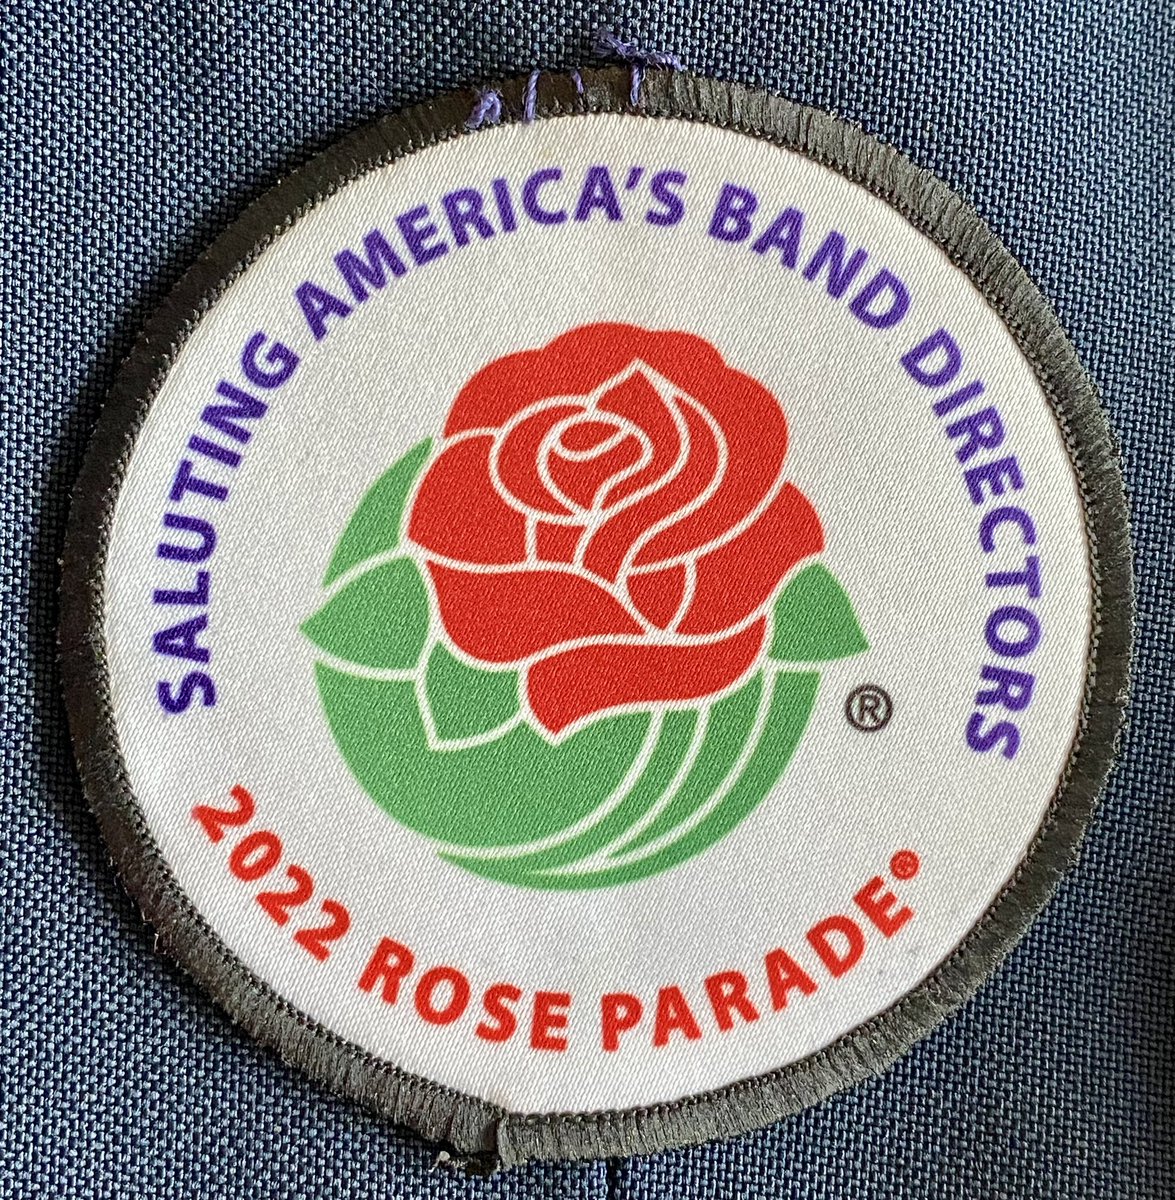 SALUTING AMERICA'S BAND DIRECTORS
®
2022 ROSE PARADE®